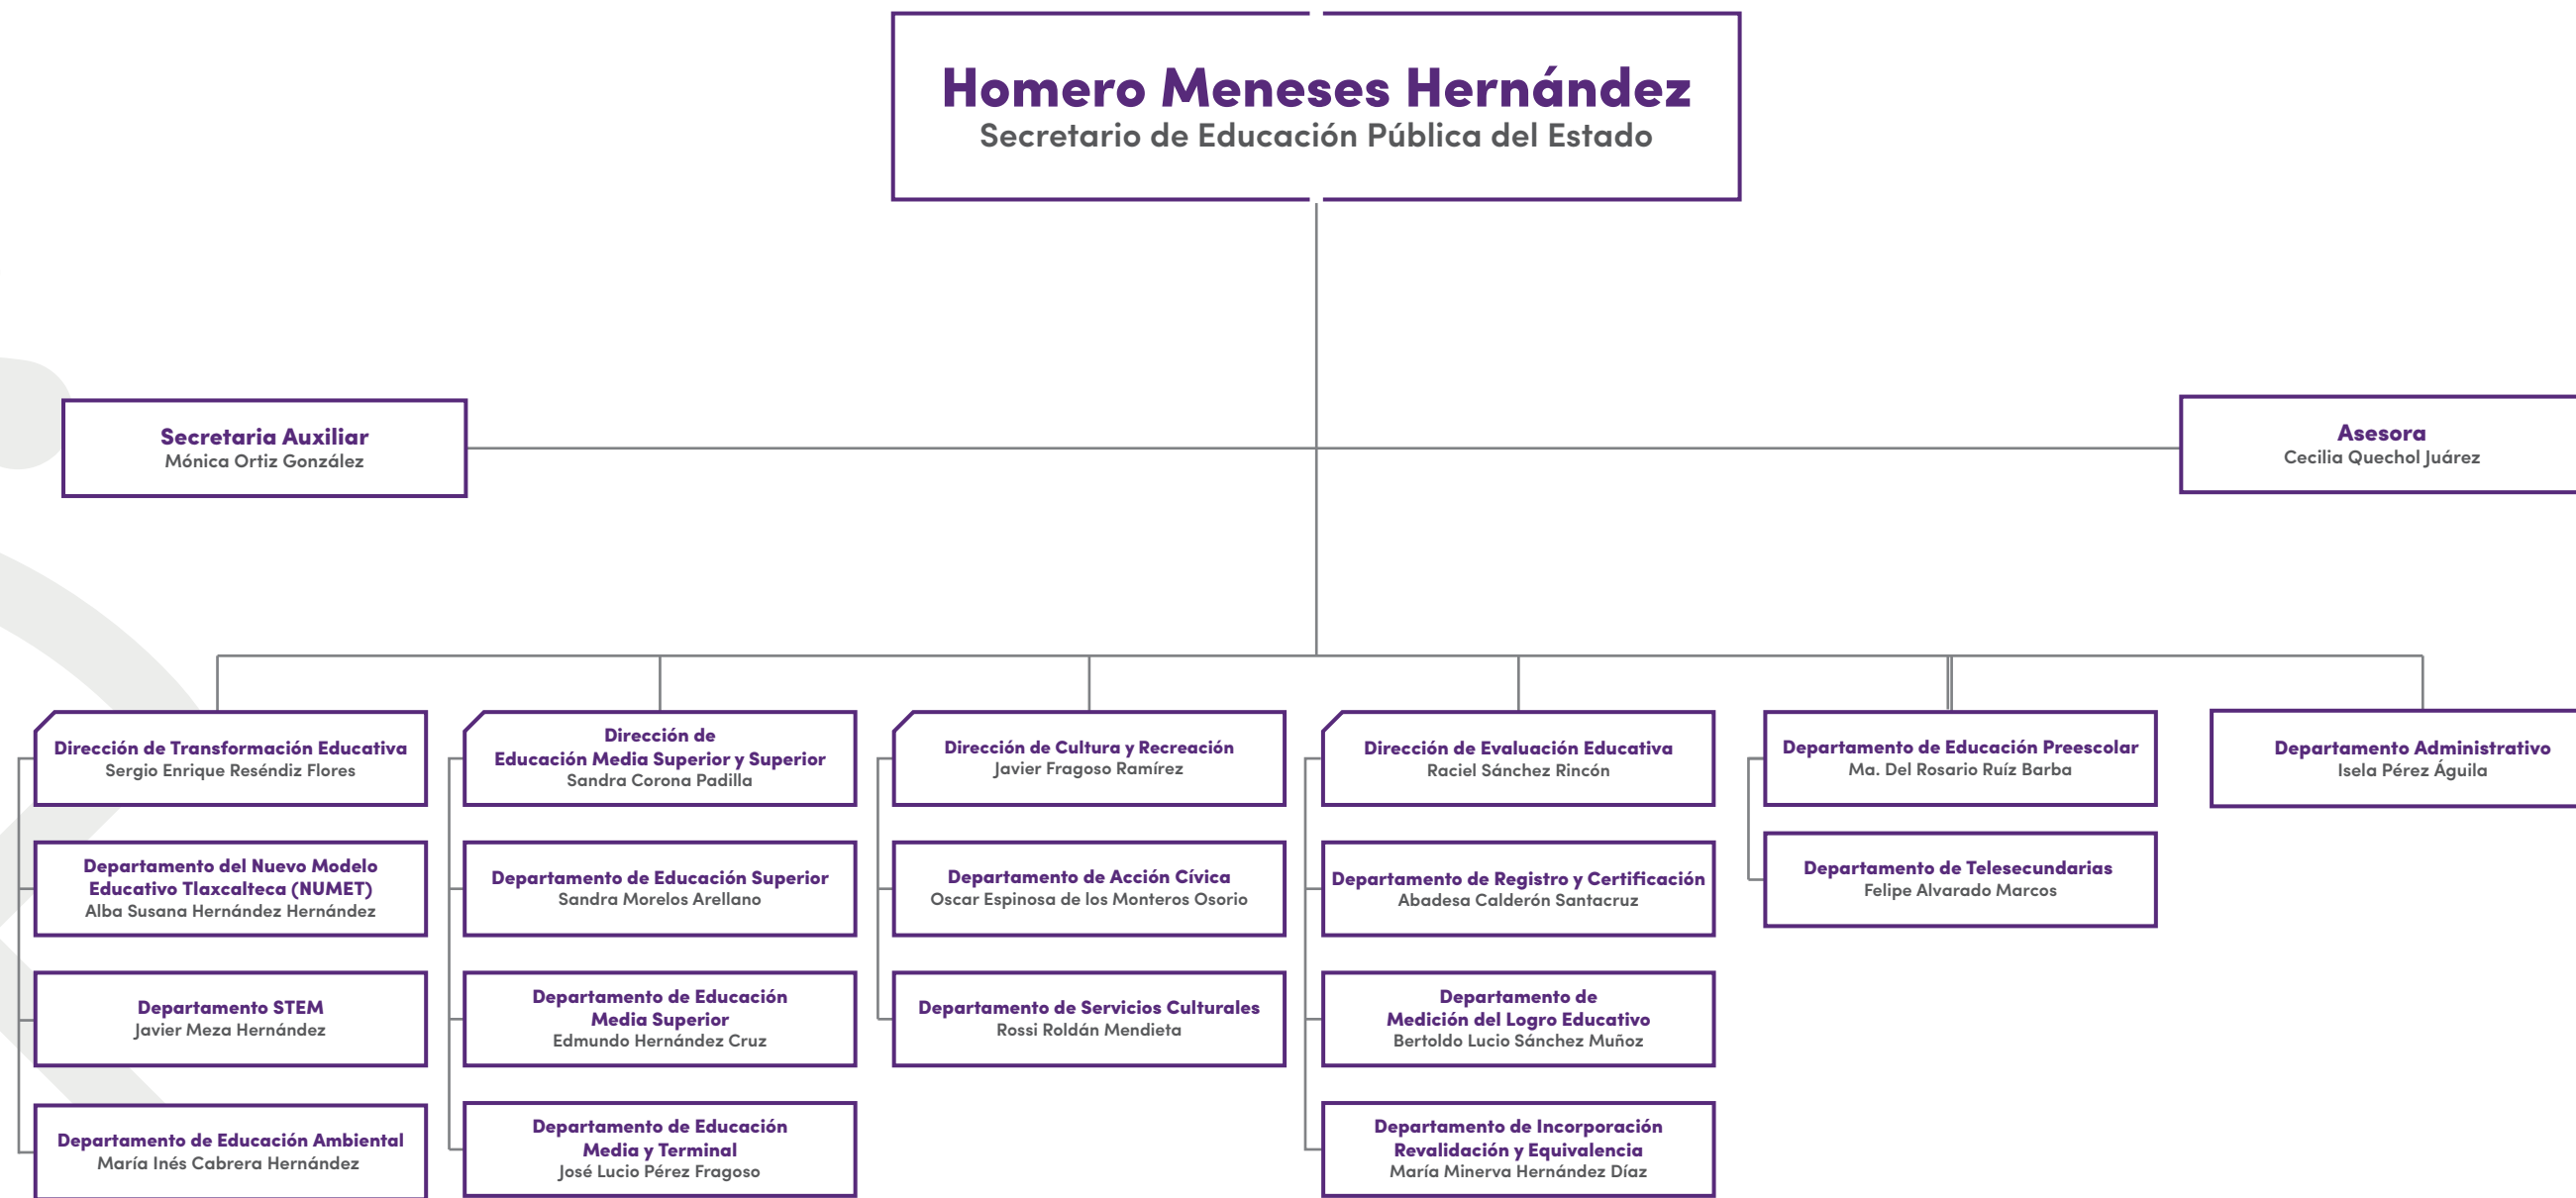 Homero Meneses Hernández
Secretario de Educación Pública del Estado
Secretaria Auxiliar
Mónica Ortiz González
Asesora
Cecilia Quechol Juárez
Dirección de Transformación Educativa
Sergio Enrique Reséndiz Flores
Departamento del Nuevo Modelo
Educativo Tlaxcalteca (NUMET)
Alba Susana Hernández Hernández
Departamento STEM
Javier Meza Hernández
Departamento de Educación Ambiental
María Inés Cabrera Hernández
Dirección de
Educación Media Superior y Superior
Sandra Corona Padilla
Departamento de Educación Superior
Sandra Morelos Arellano
Departamento de Educación
Media Superior
Edmundo Hernández Cruz
Departamento de Educación
Media y Terminal
José Lucio Pérez Fragoso
Dirección de Cultura y Recreación
Javier Fragoso Ramírez
Departamento de Acción Cívica
Oscar Espinosa de los Monteros Osorio
Departamento de Servicios Culturales
Rossi Roldán Mendieta
Dirección de Evaluación Educativa
Raciel Sánchez Rincón
Departamento de Registro y Certificación
Abadesa Calderón Santacruz
Departamento de
Medición del Logro Educativo
Bertoldo Lucio Sánchez Muñoz
Departamento de Incorporación
Revalidación y Equivalencia
María Minerva Hernández Díaz
Departamento de Educación Preescolar
Ma. Del Rosario Ruíz Barba
Departamento de Telesecundarias
Felipe Alvarado Marcos
Departamento Administrativo
Isela Pérez Águila